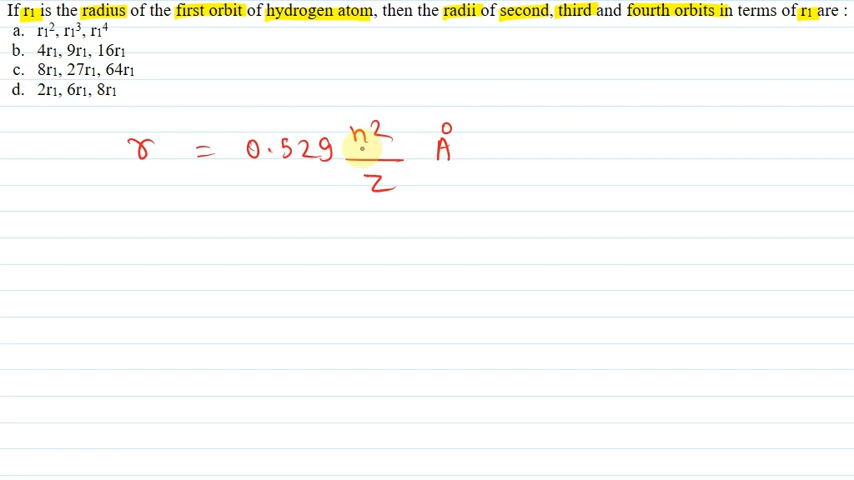 If r₁ is the radius of the first orbit of hydrogen atom, then the radii of second, third and fourth orbits in terms of r₁ are :
a. r₁², r₁³, r₁⁴
b. 4r₁, 9r₁, 16r₁
c. 8r₁, 27r₁, 64r₁
d. 2r₁, 6r₁, 8r₁
r = 0.529 n²/Z Å